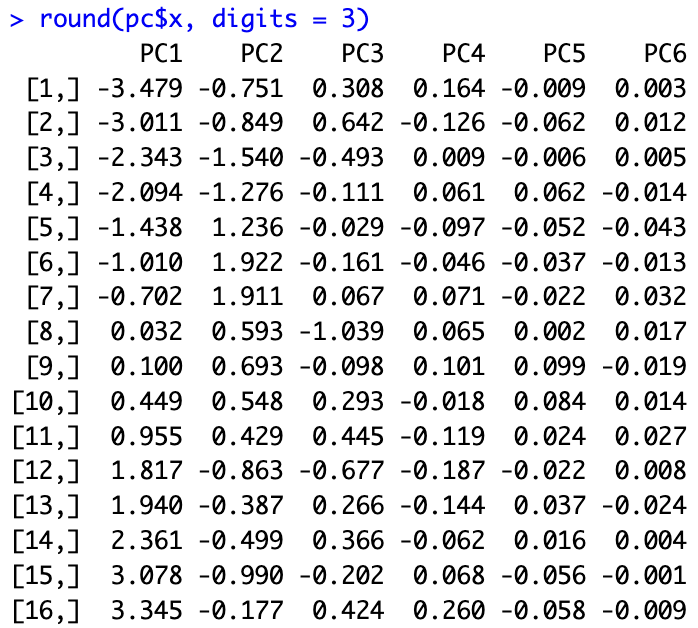 > round(pc$x, digits = 3)
PC1 PC2 PC3 PC4 PC5 PC6
[1,] -3.479 -0.751 0.308 0.164 -0.009 0.003
[2,] -3.011 -0.849 0.642 -0.126 -0.062 0.012
[3,] -2.343 -1.540 -0.493 0.009 -0.006 0.005
[4,] -2.094 -1.276 -0.111 0.061 0.062 -0.014
[5,] -1.438 1.236 -0.029 -0.097 -0.052 -0.043
[6,] -1.010 1.922 -0.161 -0.046 -0.037 -0.013
[7,] -0.702 1.911 0.067 0.071 -0.022 0.032
[8,] 0.032 0.593 -1.039 0.065 0.002 0.017
[9,] 0.100 0.693 -0.098 0.101 0.099 -0.019
[10,] 0.449 0.548 0.293 -0.018 0.084 0.014
[11,] 0.955 0.429 0.445 -0.119 0.024 0.027
[12,] 1.817 -0.863 -0.677 -0.187 -0.022 0.008
[13,] 1.940 -0.387 0.266 -0.144 0.037 -0.024
[14,] 2.361 -0.499 0.366 -0.062 0.016 0.004
[15,] 3.078 -0.990 -0.202 0.068 -0.056 -0.001
[16,] 3.345 -0.177 0.424 0.260 -0.058 -0.009